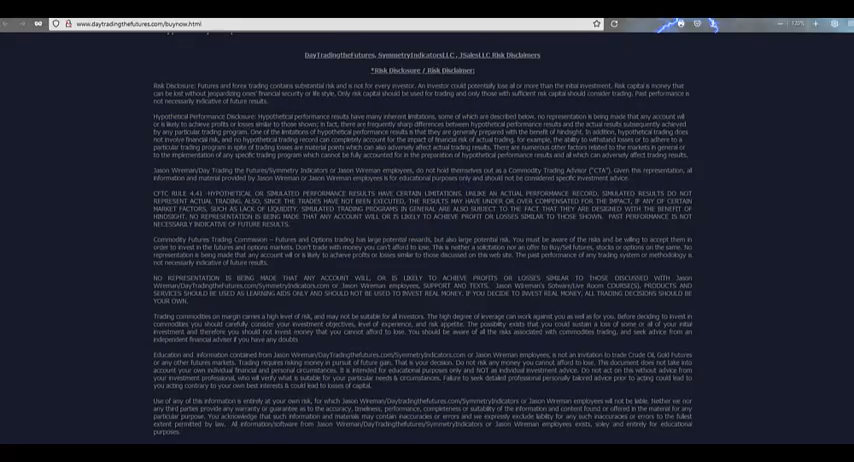 www.daytradingthefutures.com/buynow.html
DayTradingtheFutures, SymmetryIndicatorsLLC , JSalesLLC Risk Disclaimers
*Risk Disclosure / Risk Disclaimer:
Risk Disclosure: Futures and forex trading contains substantial risk and is not for every investor. An investor could potentially lose all or more than the initial investment. Risk capital is money that
can be lost without jeopardizing ones' financial security or life style. Only risk capital should be used for trading and only those with sufficient risk capital should consider trading. Past performance is
not necessarily indicative of future results.
Hypothetical Performance Disclosure: Hypothetical performance results have many inherent limitations, some of which are described below, no representation is being made that any account will
or is likely to achieve profits or losses similar to those shown; in fact, there are frequently sharp differences between hypothetical performance results and the actual results subsequently achieved
by any particular trading program. One of the limitations of hypothetical performance results is that they are generally prepared with the benefit of hindsight. In addition, hypothetical trading does
not involve financial risk, and no hypothetical trading record can completely account for the impact of financial risk of actual trading, for example; the ability to withstand losses or to adhere to a
particular trading program in spite of trading losses are material points which can also adversely affect actual trading results. There are numerous other factors related to the markets in general or
to the implementation of any specific trading program which cannot be fully accounted for in the preparation of hypothetical performance results and all which can adversely affect trading results.
Jason Wireman/Day Trading the Futures/Symmetry Indicators or Jason Wireman employees, do not hold themselves out as a Commodity Trading Advisor ("CTA"). Given this representation, all
information and material provided by Jason Wireman or Jason Wireman employees is for educational purposes only and should not be considered specific investment advice.
CFTC RULE 4.41 -HYPOTHETICAL OR SIMULATED PERFORMANCE RESULTS HAVE CERTAIN LIMITATIONS. UNLIKE AN ACTUAL PERFORMANCE RECORD, SIMULATED RESULTS DO NOT
REPRESENT ACTUAL TRADING. ALSO, SINCE THE TRADES HAVE NOT BEEN EXECUTED, THE RESULTS MAY HAVE UNDER OR OVER COMPENSATED FOR THE IMPACT, IF ANY, OF CERTAIN
MARKET FACTORS, SUCH AS LACK OF LIQUIDITY. SIMULATED TRADING PROGRAMS IN GENERAL ARE ALSO SUBJECT TO THE FACT THAT THEY ARE DESIGNED WITH THE BENEFIT OF
HINDSIGHT. NO REPRESENTATION IS BEING MADE THAT ANY ACCOUNT WILL OR IS LIKELY TO ACHIEVE PROFIT OR LOSSES SIMILAR TO THOSE SHOWN. PAST PERFORMANCE IS NOT
NECESSARILY INDICATIVE OF FUTURE RESULTS.
Commodity Futures Trading Commission – Futures and Options trading has large potential rewards, but also large potential risk. You must be aware of the risks and be willing to accept them in
order to invest in the futures and options markets. Don't trade with money you can't afford to lose. This is neither a solicitation nor an offer to Buy/Sell futures, stocks or options on the same. No
representation is being made that any account will or is likely to achieve profits or losses similar to those discussed on this web site. The past performance of any trading system or methodology is
not necessarily indicative of future results.
NO REPRESENTATION IS BEING MADE THAT ANY ACCOUNT WILL, OR IS LIKELY TO ACHIEVE PROFITS OR LOSSES SIMILAR TO THOSE DISCUSSED WITH Jason
Wireman/DayTradingthefutures.com/SymmetryIndicators.com or Jason Wireman employees, SUPPORT AND TEXTS. Jason Wireman's Sotware/Live Room COURSE(S). PRODUCTS AND
SERVICES SHOULD BE USED AS LEARNING AIDS ONLY AND SHOULD NOT BE USED TO INVEST REAL MONEY. IF YOU DECIDE TO INVEST REAL MONEY, ALL TRADING DECISIONS SHOULD BE
YOUR OWN.
Trading commodities on margin carries a high level of risk, and may not be suitable for all investors. The high degree of leverage can work against you as well as for you. Before deciding to invest in
commodities you should carefully consider your investment objectives, level of experience, and risk appetite. The possibility exists that you could sustain a loss of some or all of your initial
investment and therefore you should not invest money that you cannot afford to lose. You should be aware of all the risks associated with commodities trading, and seek advice from an
independent financial adviser if you have any doubts
Education and information contained from Jason Wireman/DayTradingthefutures.com/SymmetryIndicators.com or Jason Wireman employees, is not an invitation to trade Crude Oil, Gold Futures
or any other futures markets. Trading requires risking money in pursuit of future gain. That is your decision. Do not risk any money you cannot afford to lose. This document does not take into
account your own individual financial and personal circumstances. It is intended for educational purposes only and NOT as individual investment advice. Do not act on this without advice from
your investment professional, who will verify what is suitable for your particular needs & circumstances. Failure to seek detailed professional personally tailored advice prior to acting could lead to
you acting contrary to your own best interests & could lead to losses of capital.
Use of any of this information is entirely at your own risk, for which Jason Wireman/Daytradingthefutures.com/SymmetryIndicators or Jason Wireman employees will not be liable. Neither we nor
any third parties provide any warranty or guarantee as to the accuracy, timeliness, performance, completeness or suitability of the information and content found or offered in the material for any
particular purpose. You acknowledge that such information and materials may contain inaccuracies or errors and we expressly exclude liability for any such inaccuracies or errors to the fullest
extent permitted by law. All information/software from Jason Wireman/DayTradingthefutures/SymmetryIndicators or Jason Wireman employees exists, soley and entirely for educational
purposes.